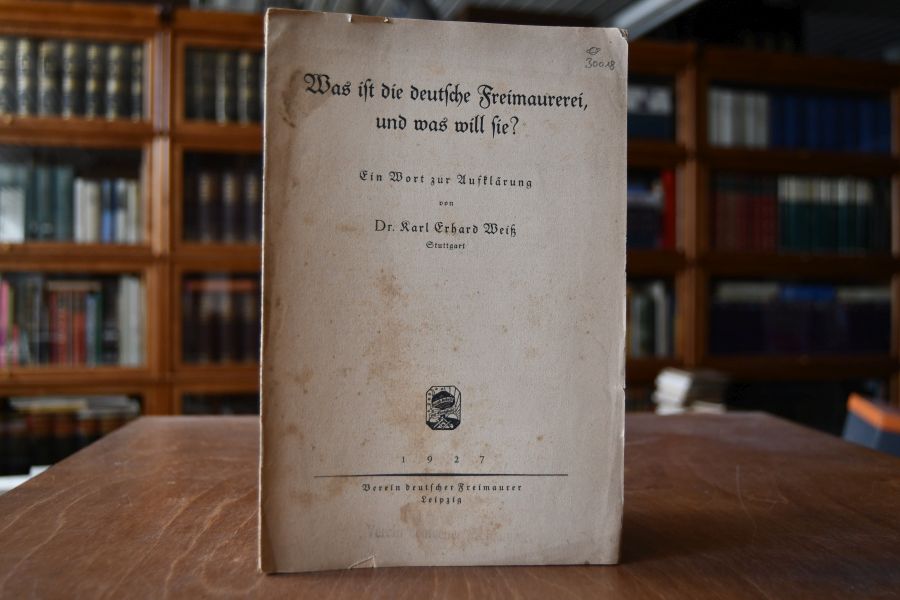 30018
Was ist die deutsche Freimaurerei,
und was will sie?
Ein Wort zur Aufklärung
von
Dr. Karl Erhard Weiß
Stuttgart
1927
Verein deutscher Freimaurer
Leipzig